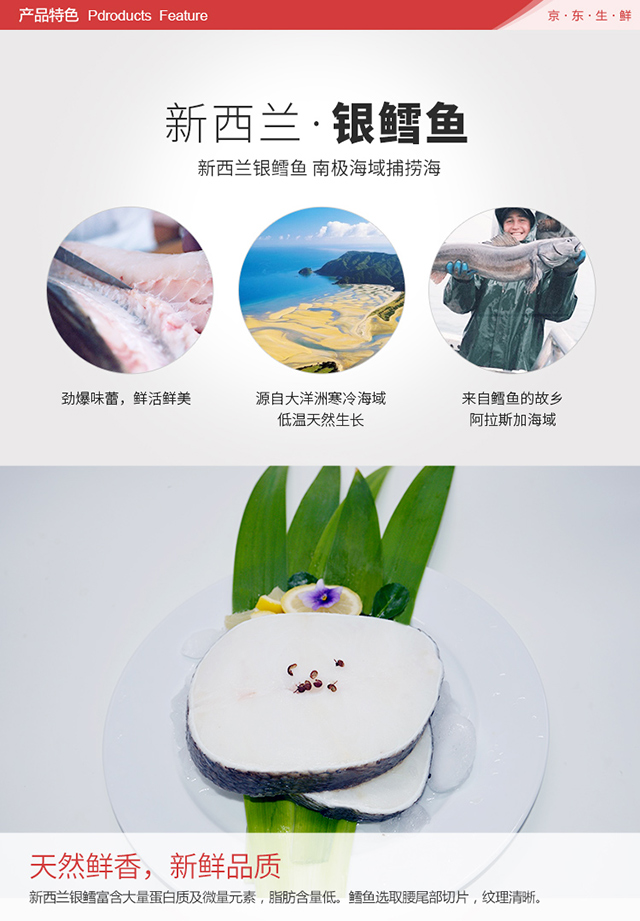 产品特色 Pdroducts Feature
京·东·生·鲜
新西兰·银鳕鱼
新西兰银鳕鱼 南极海域捕捞海
劲爆味蕾，鲜活鲜美
源自大洋洲寒冷海域
低温天然生长
来自鳕鱼的故乡
阿拉斯加海域
天然鲜香，新鲜品质
新西兰银鳕富含大量蛋白质及微量元素，脂肪含量低。鳕鱼选取腰尾部切片，纹理清晰。